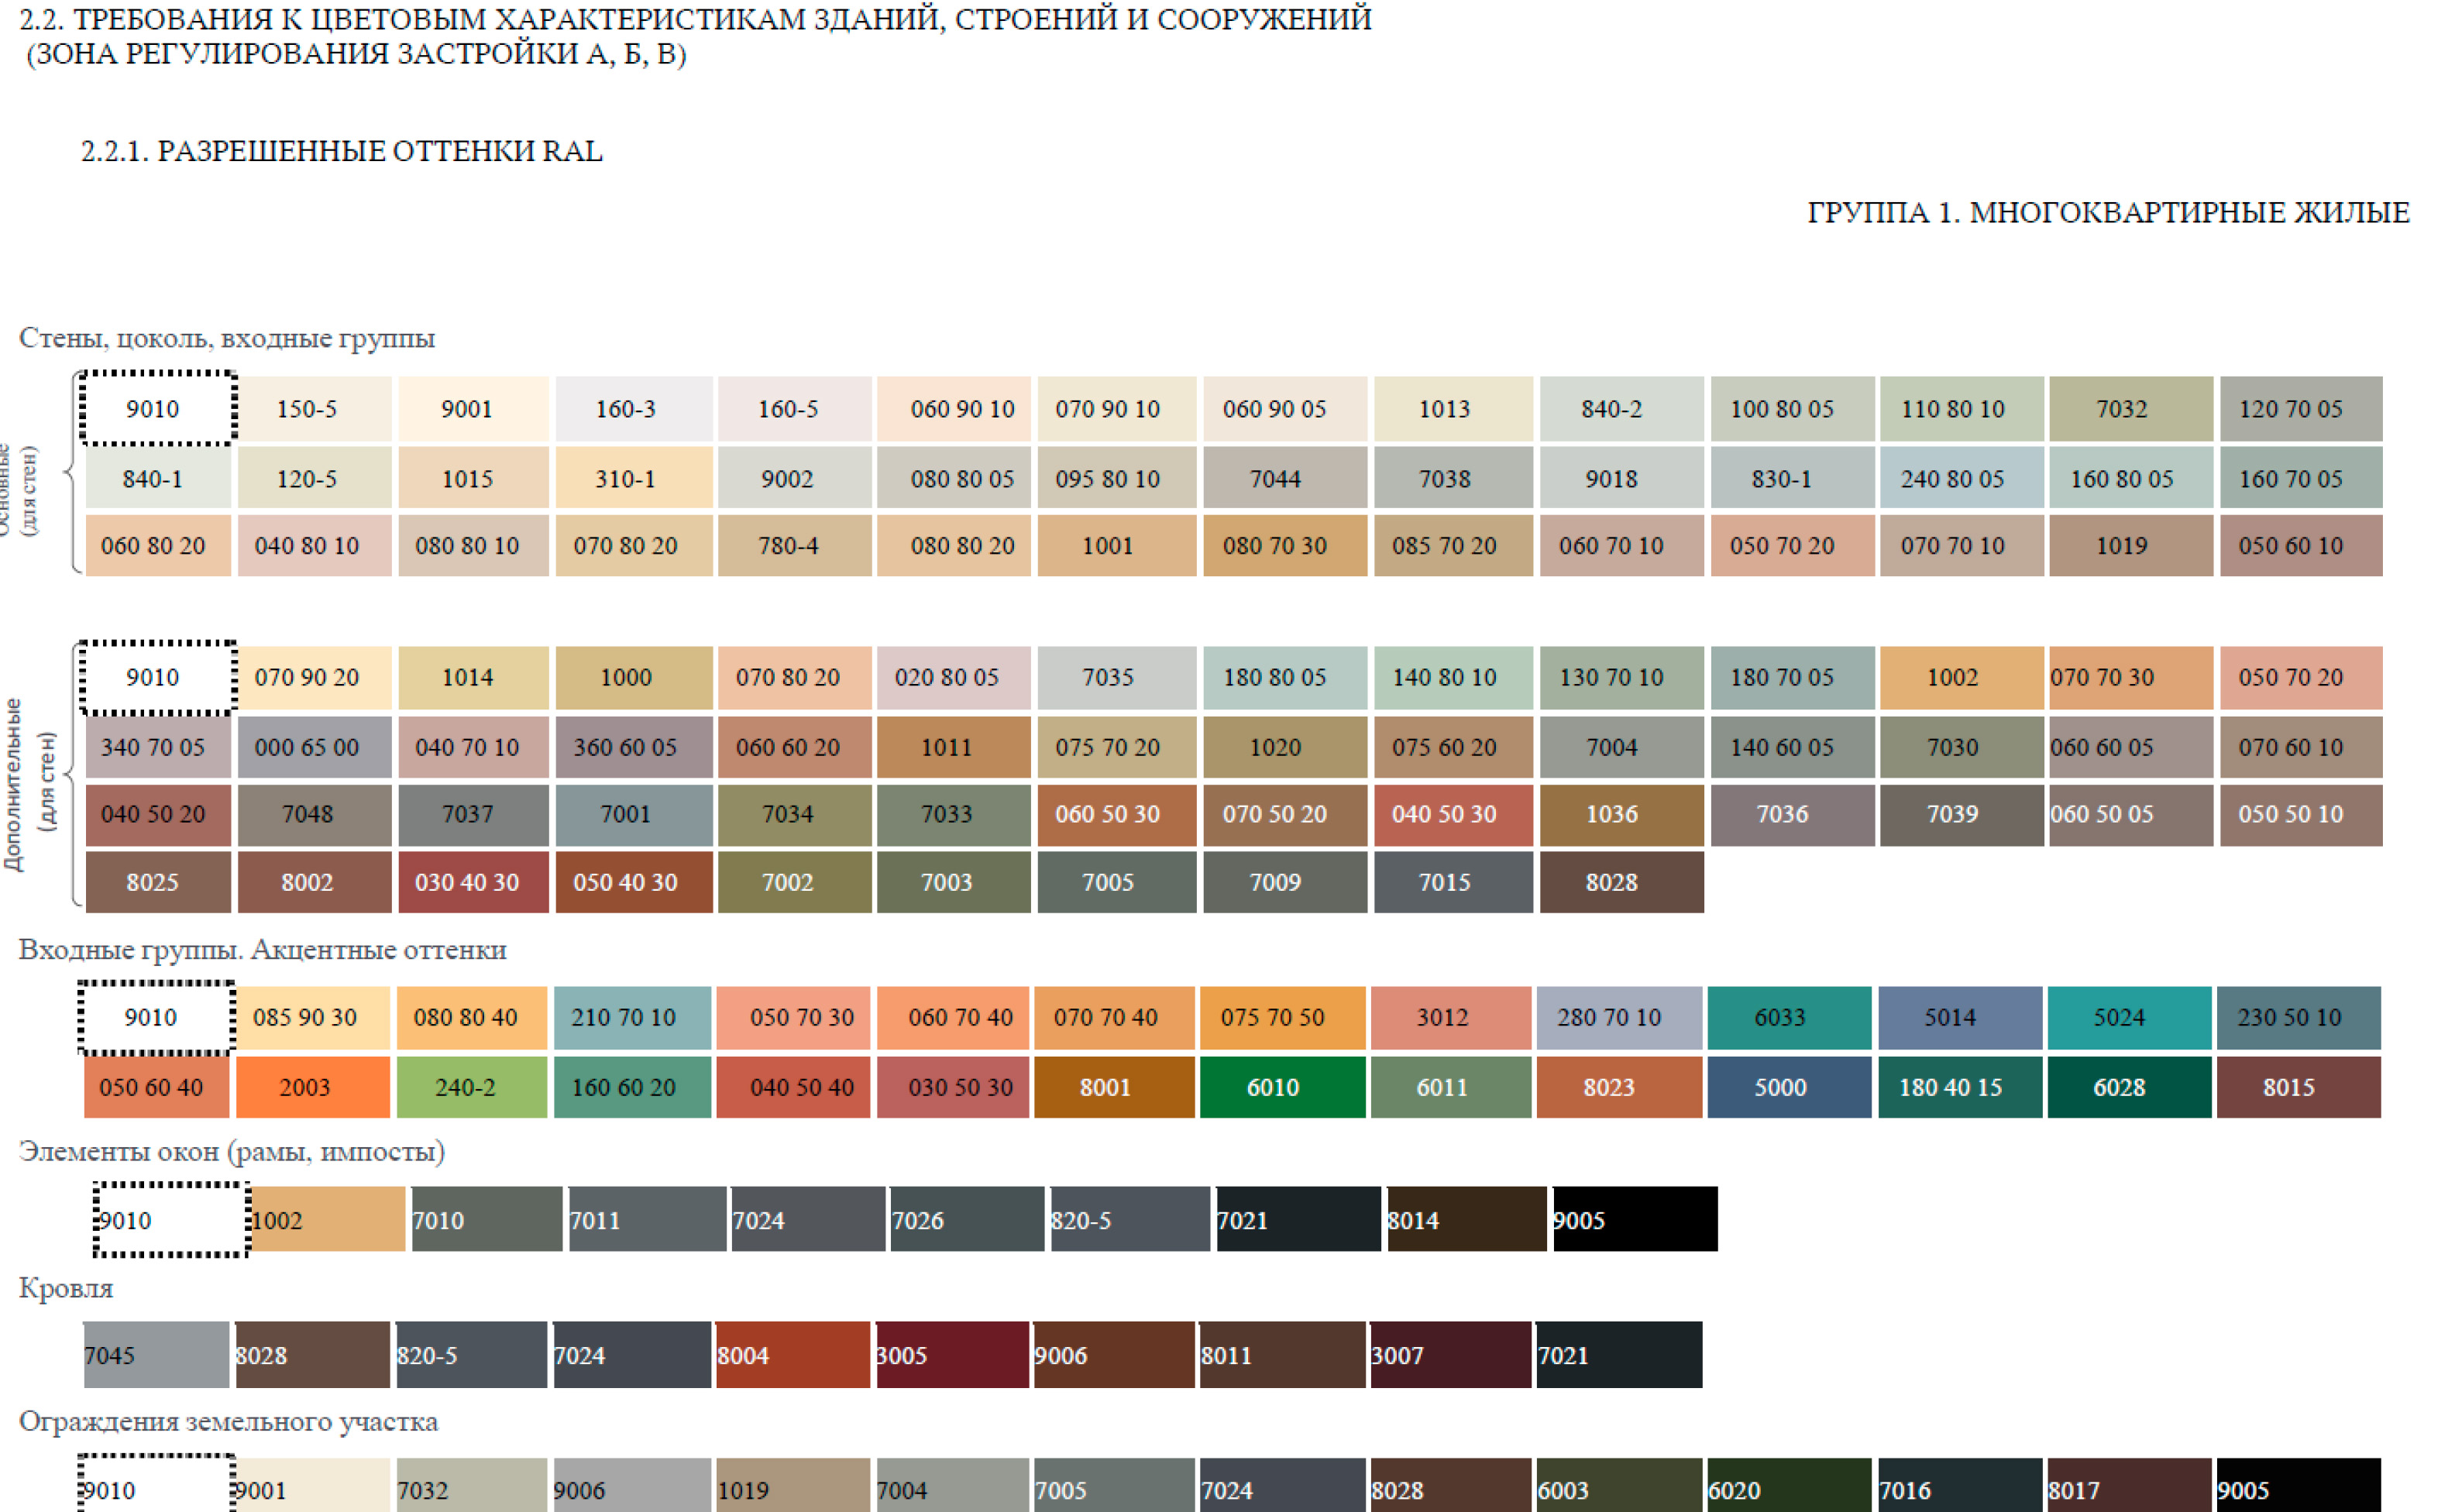 2.2. ТРЕБОВАНИЯ К ЦВЕТОВЫМ ХАРАКТЕРИСТИКАМ ЗДАНИЙ, СТРОЕНИЙ И СООРУЖЕНИЙ
(ЗОНА РЕГУЛИРОВАНИЯ ЗАСТРОЙКИ А, Б, В)
2.2.1. РАЗРЕШЕННЫЕ ОТТЕНКИ RAL
ГРУППА 1. МНОГОКВАРТИРНЫЕ ЖИЛЫЕ
Стены, цоколь, входные группы
Основные
(для стен)
9010 150-5 9001 160-3 160-5 060 90 10 070 90 10 060 90 05 1013 840-2 100 80 05 110 80 10 7032 120 70 05
840-1 120-5 1015 310-1 9002 080 80 05 095 80 10 7044 7038 9018 830-1 240 80 05 160 80 05 160 70 05
060 80 20 040 80 10 080 80 10 070 80 20 780-4 080 80 20 1001 080 70 30 085 70 20 060 70 10 050 70 20 070 70 10 1019 050 60 10
Дополнительные
(для стен)
9010 070 90 20 1014 1000 070 80 20 020 80 05 7035 180 80 05 140 80 10 130 70 10 180 70 05 1002 070 70 30 050 70 20
340 70 05 000 65 00 040 70 10 360 60 05 060 60 20 1011 075 70 20 1020 075 60 20 7004 140 60 05 7030 060 60 05 070 60 10
040 50 20 7048 7037 7001 7034 7033 060 50 30 070 50 20 040 50 30 1036 7036 7039 060 50 05 050 50 10
8025 8002 030 40 30 050 40 30 7002 7003 7005 7009 7015 8028
Входные группы. Акцентные оттенки
9010 085 90 30 080 80 40 210 70 10 050 70 30 060 70 40 070 70 40 075 70 50 3012 280 70 10 6033 5014 5024 230 50 10
050 60 40 2003 240-2 160 60 20 040 50 40 030 50 30 8001 6010 6011 8023 5000 180 40 15 6028 8015
Элементы окон (рамы, импосты)
9010 1002 7010 7011 7024 7026 820-5 7021 8014 9005
Кровля
7045 8028 820-5 7024 8004 3005 9006 8011 3007 7021
Ограждения земельного участка
9010 9001 7032 9006 1019 7004 7005 7024 8028 6003 6020 7016 8017 9005